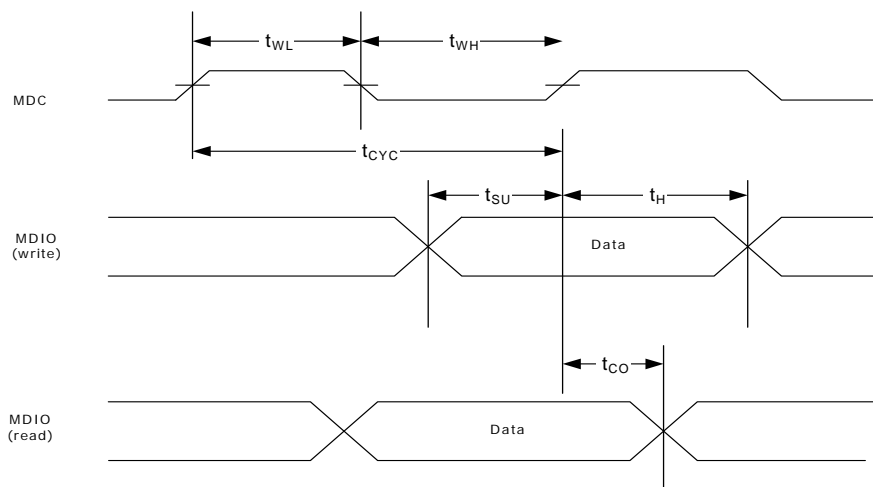 tWL
tWH
MDC
tCYC
tSU
tH
MDIO
(write)
Data
tCO
MDIO
(read)
Data